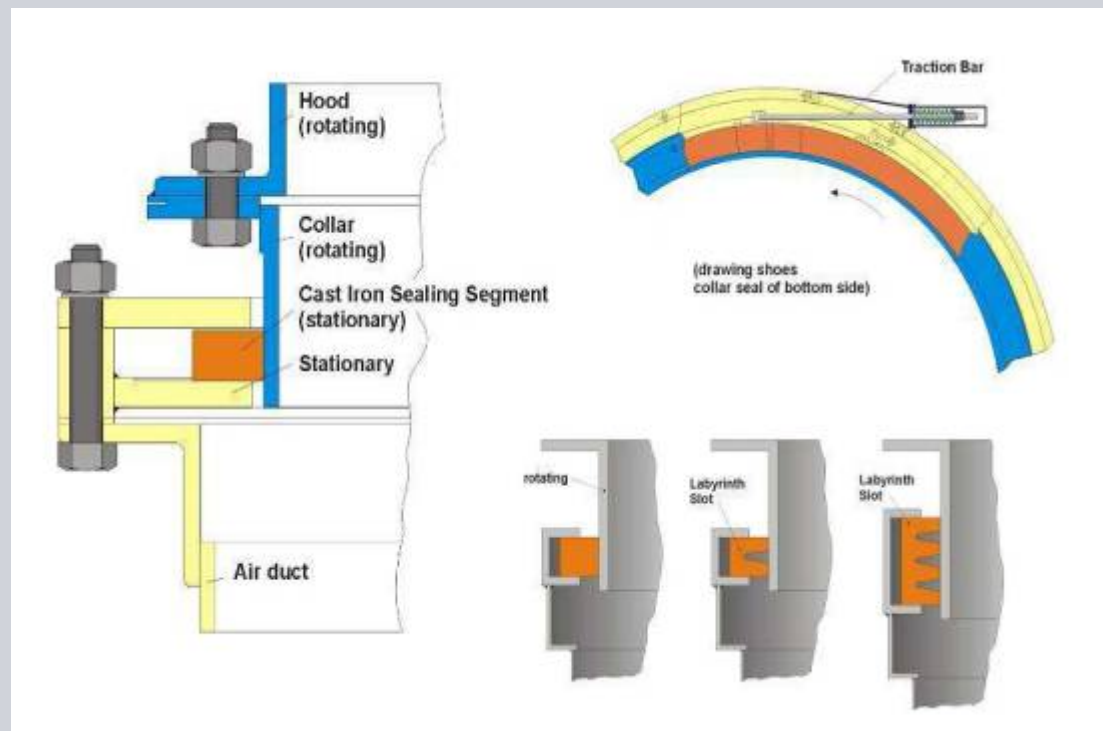 Hood
(rotating)
Collar
(rotating)
Cast Iron Sealing Segment
(stationary)
Stationary
Air duct
Traction Bar
(drawing shoes
collar seal of bottom side)
rotating
Labyrinth
Slot
Labyrinth
Slot